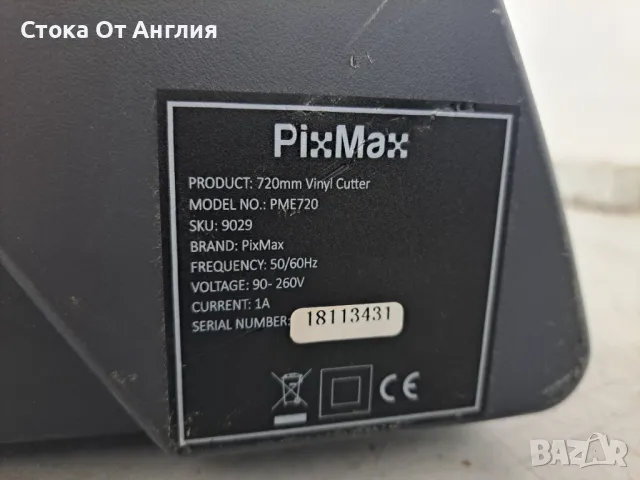 Стока От Англия
PixMax
PRODUCT: 720mm Vinyl Cutter
MODEL NO.: PME720
SKU: 9029
BRAND: PixMax
FREQUENCY: 50/60Hz
VOLTAGE: 90- 260V
CURRENT: 1A
SERIAL NUMBER: 18113431
CE
BAZAR.bg